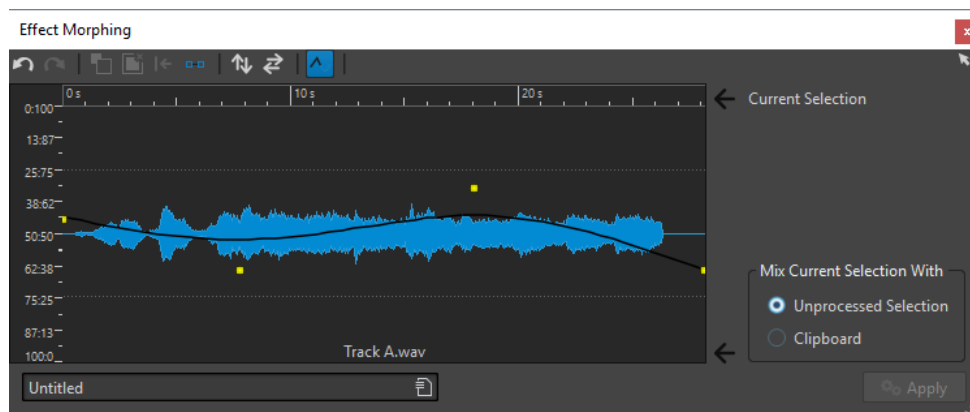 Effect Morphing
0 s 10 s 20 s
Current Selection
0:100
13:87
25:75
38:62
50:50
62:38
75:25
87:13
100:0
Track A.wav
Mix Current Selection With
Unprocessed Selection
Clipboard
Untitled
Apply